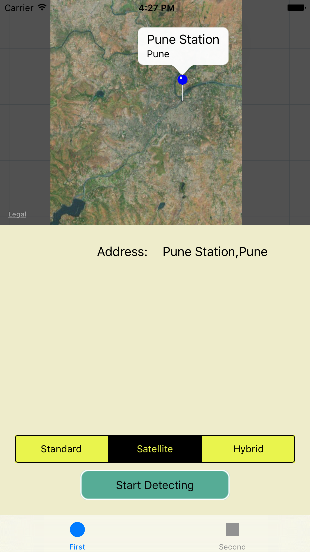 Carrier 4:27 PM
Pune Station
Pune
Legal
Address: Pune Station,Pune
Standard Satellite Hybrid
Start Detecting
First Second